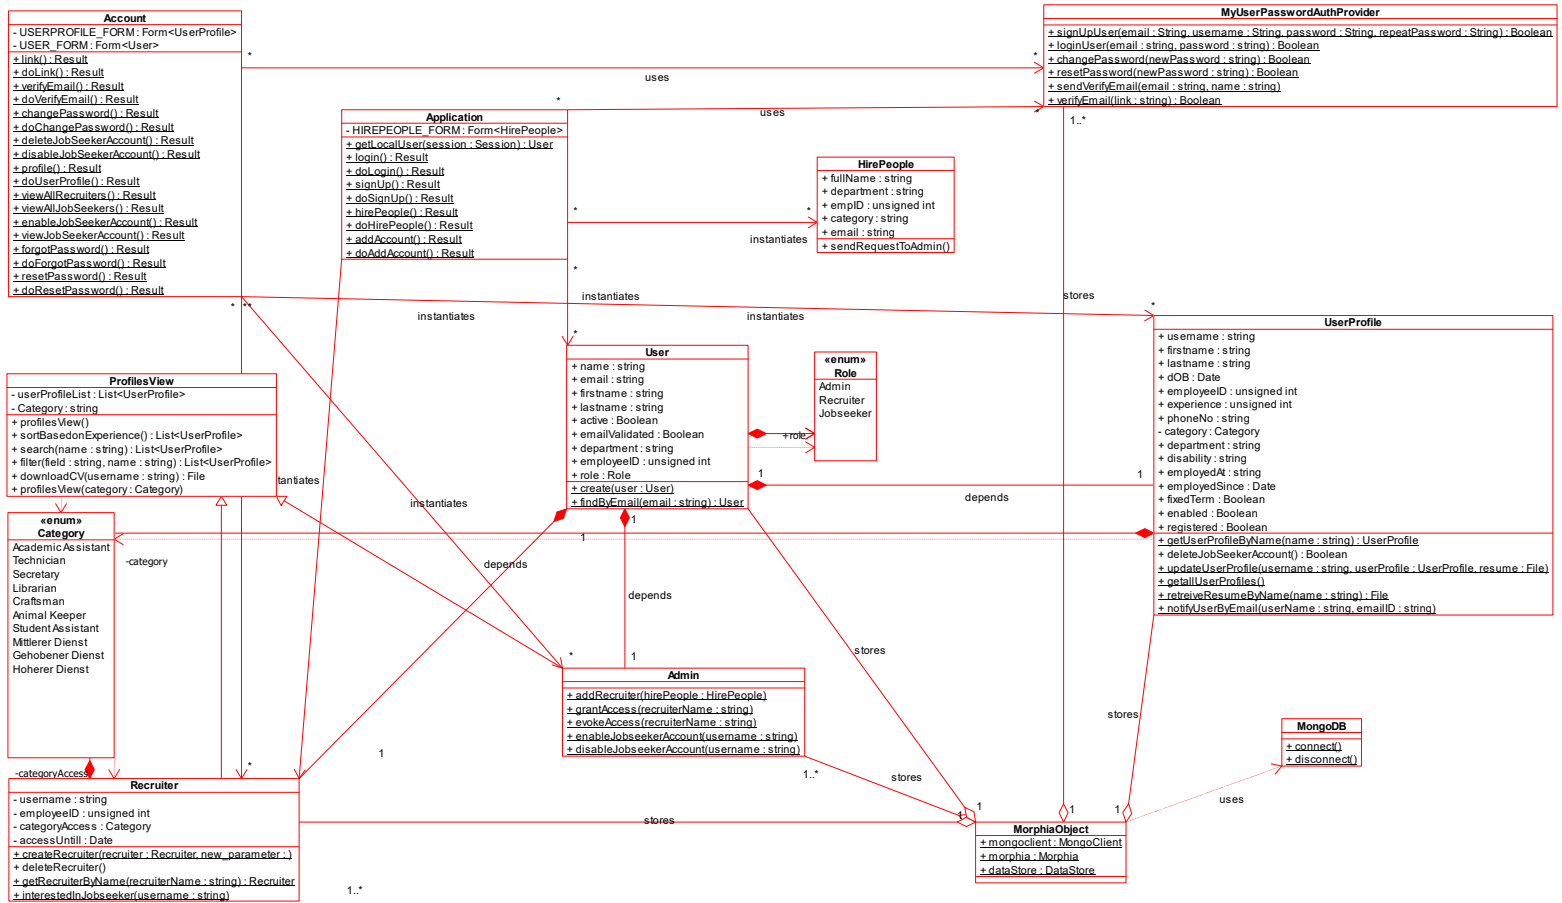 Account
- USERPROFILE_FORM : Form<UserProfile>
- USER_FORM : Form<User>
+ link() : Result
+ doLink() : Result
+ verifyEmail() : Result
+ doVerifyEmail() : Result
+ changePassword() : Result
+ doChangePassword() : Result
+ deleteJobSeekerAccount() : Result
+ disableJobSeekerAccount() : Result
+ profile() : Result
+ doUserProfile() : Result
+ viewAllRecruiters() : Result
+ viewAllJobSeekers() : Result
+ enableJobSeekerAccount() : Result
+ viewJobSeekerAccount() : Result
+ forgotPassword() : Result
+ doForgotPassword() : Result
+ resetPassword() : Result
+ doResetPassword() : Result
MyUserPasswordAuthProvider
+ signUpUser(email : String, username : String, password : String, repeatPassword : String) : Boolean
+ loginUser(email : string, password : string) : Boolean
+ changePassword(newPassword : string) : Boolean
+ resetPassword(newPassword : string) : Boolean
+ sendVerifyEmail(email : string, name : string)
+ verifyEmail(link : string) : Boolean
* *
uses
* *
uses
1..*
Application
- HIREPEOPLE_FORM : Form<HirePeople>
+ getLocalUser(session : Session) : User
+ login() : Result
+ doLogin() : Result
+ signUp() : Result
+ doSignUp() : Result
+ hirePeople() : Result
+ doHirePeople() : Result
+ addAccount() : Result
+ doAddAccount() : Result
HirePeople
+ fullName : string
+ department : string
+ empID : unsigned int
+ category : string
+ email : string
+ sendRequestToAdmin()
* *
instantiates
*
instantiates
stores
* * *
instantiates
instantiates
*
*
UserProfile
+ username : string
+ firstname : string
+ lastname : string
+ dOB : Date
+ employeeID : unsigned int
+ experience : unsigned int
+ phoneNo : string
- category : Category
+ department : string
+ disability : string
+ employedAt : string
+ employedSince : Date
+ fixedTerm : Boolean
+ enabled : Boolean
+ registered : Boolean
+ getUserProfileByName(name : string) : UserProfile
+ deleteJobSeekerAccount() : Boolean
+ updateUserProfile(username : string, userProfile : UserProfile, resume : File)
+ getallUserProfiles()
+ retreiveResumeByName(name : string) : File
+ notifyUserByEmail(userName : string, emailID : string)
User
+ name : string
+ email : string
+ firstname : string
+ lastname : string
+ active : Boolean
+ emailValidated : Boolean
+ department : string
+ employeeID : unsigned int
+ role : Role
+ create(user : User)
+ findByEmail(email : string) : User
«enum»
Role
Admin
Recruiter
Jobseeker
+role
1 1
depends
ProfilesView
- userProfileList : List<UserProfile>
- Category : string
+ profilesView()
+ sortBasedonExperience() : List<UserProfile>
+ search(name : string) : List<UserProfile>
+ filter(field : string, name : string) : List<UserProfile>
+ downloadCV(username : string) : File
+ profilesView(category : Category)
tantiates
instantiates
«enum»
Category
Academic Assistant
Technician
Secretary
Librarian
Craftsman
Animal Keeper
Student Assistant
Mittlerer Dienst
Gehobener Dienst
Hoherer Dienst
-category
1
1
depends
depends
1
*
stores
Admin
+ addRecruiter(hirePeople : HirePeople)
+ grantAccess(recruiterName : string)
+ evokeAccess(recruiterName : string)
+ enableJobseekerAccount(username : string)
+ disableJobseekerAccount(username : string)
stores
MongoDB
+ connect()
+ disconnect()
uses
1
-categoryAccess
*
1..*
stores
1
1
1
1
Recruiter
- username : string
- employeeID : unsigned int
- categoryAccess : Category
- accessUntill : Date
+ createRecruiter(recruiter : Recruiter, new_parameter : )
+ deleteRecruiter()
+ getRecruiterByName(recruiterName : string) : Recruiter
+ interestedInJobseeker(username : string)
stores
1..*
MorphiaObject
+ mongoclient : MongoClient
+ morphia : Morphia
+ dataStore : DataStore